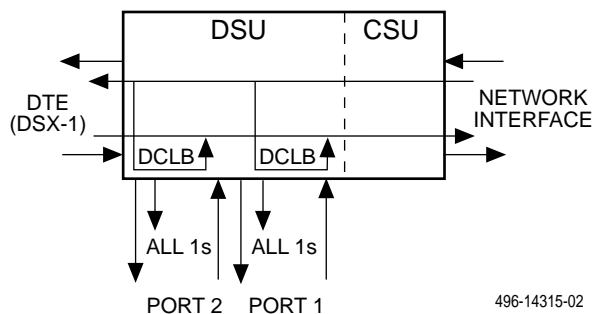 DSU CSU
DTE
(DSX-1)
NETWORK
INTERFACE
DCLB DCLB
ALL 1s ALL 1s
PORT 2 PORT 1
496-14315-02